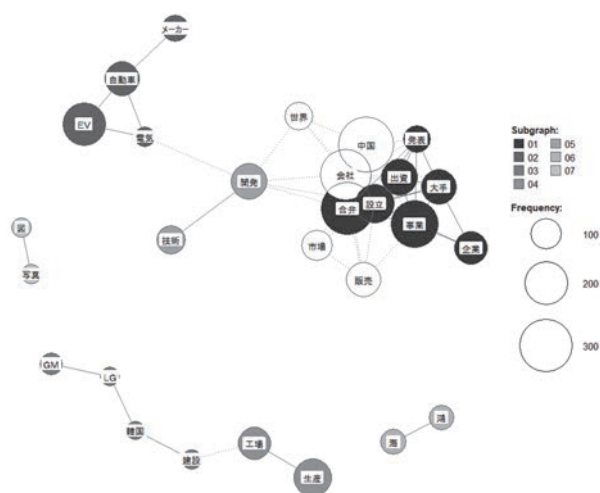 メーカー
自動車
EV
電気
世界
中国
発表
会社
出資
大手
開発
合弁
設立
事業
企業
技術
市場
販売
図
写真
GM
LG
韓国
建設
工場
生産
海
鴻
Subgraph:
01 05
02 06
03 07
04
Frequency:
100
200
300